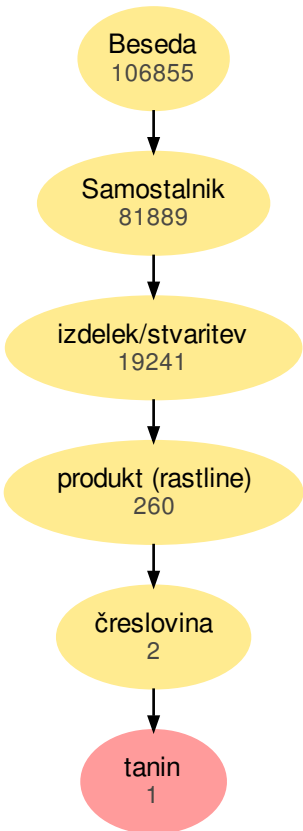 Beseda
106855
Samostalnik
81889
izdelek/stvaritev
19241
produkt (rastline)
260
čreslovina
2
tanin
1